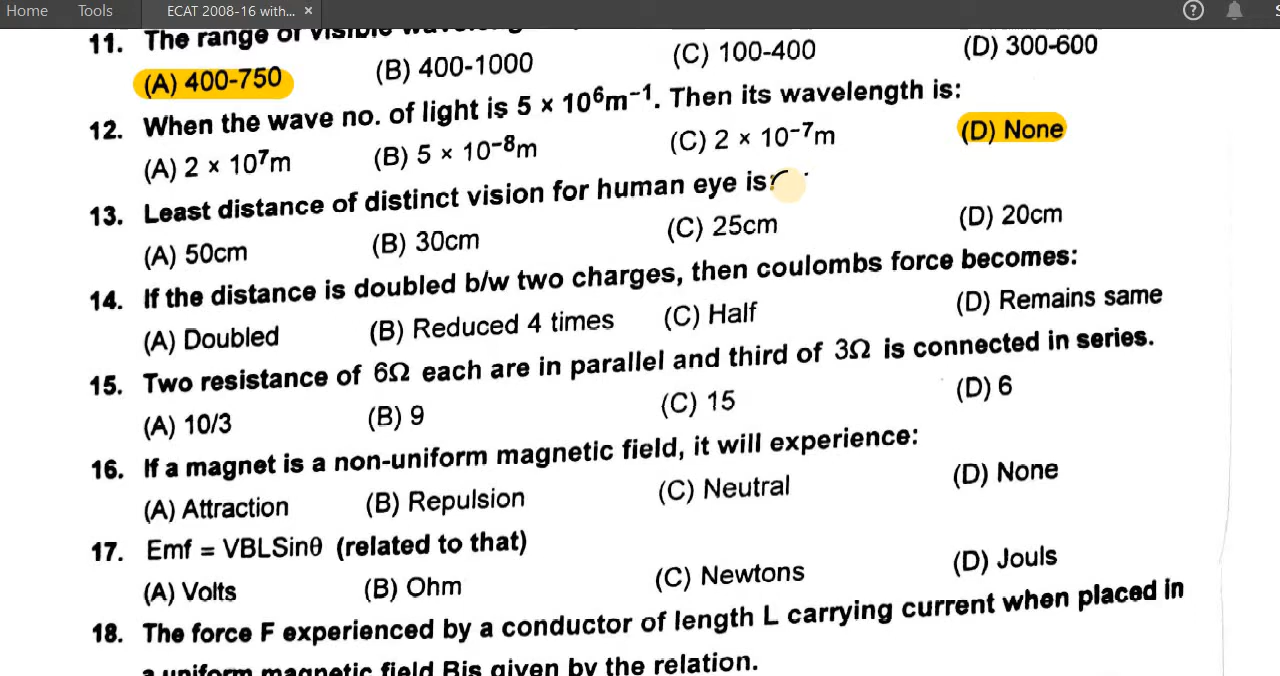 Home Tools ECAT 2008-16 with... ×
11. The range of visible
(A) 400-750 (B) 400-1000 (C) 100-400 (D) 300-600
12. When the wave no. of light is 5 × 10⁶m⁻¹. Then its wavelength is:
(A) 2 × 10⁷m (B) 5 × 10⁻⁸m (C) 2 × 10⁻⁷m (D) None
13. Least distance of distinct vision for human eye is?
(A) 50cm (B) 30cm (C) 25cm (D) 20cm
14. If the distance is doubled b/w two charges, then coulombs force becomes:
(A) Doubled (B) Reduced 4 times (C) Half (D) Remains same
15. Two resistance of 6Ω each are in parallel and third of 3Ω is connected in series.
(A) 10/3 (B) 9 (C) 15 (D) 6
16. If a magnet is a non-uniform magnetic field, it will experience:
(A) Attraction (B) Repulsion (C) Neutral (D) None
17. Emf = VBLSinθ (related to that)
(A) Volts (B) Ohm (C) Newtons (D) Jouls
18. The force F experienced by a conductor of length L carrying current when placed in
a uniform magnetic field Bis given by the relation.